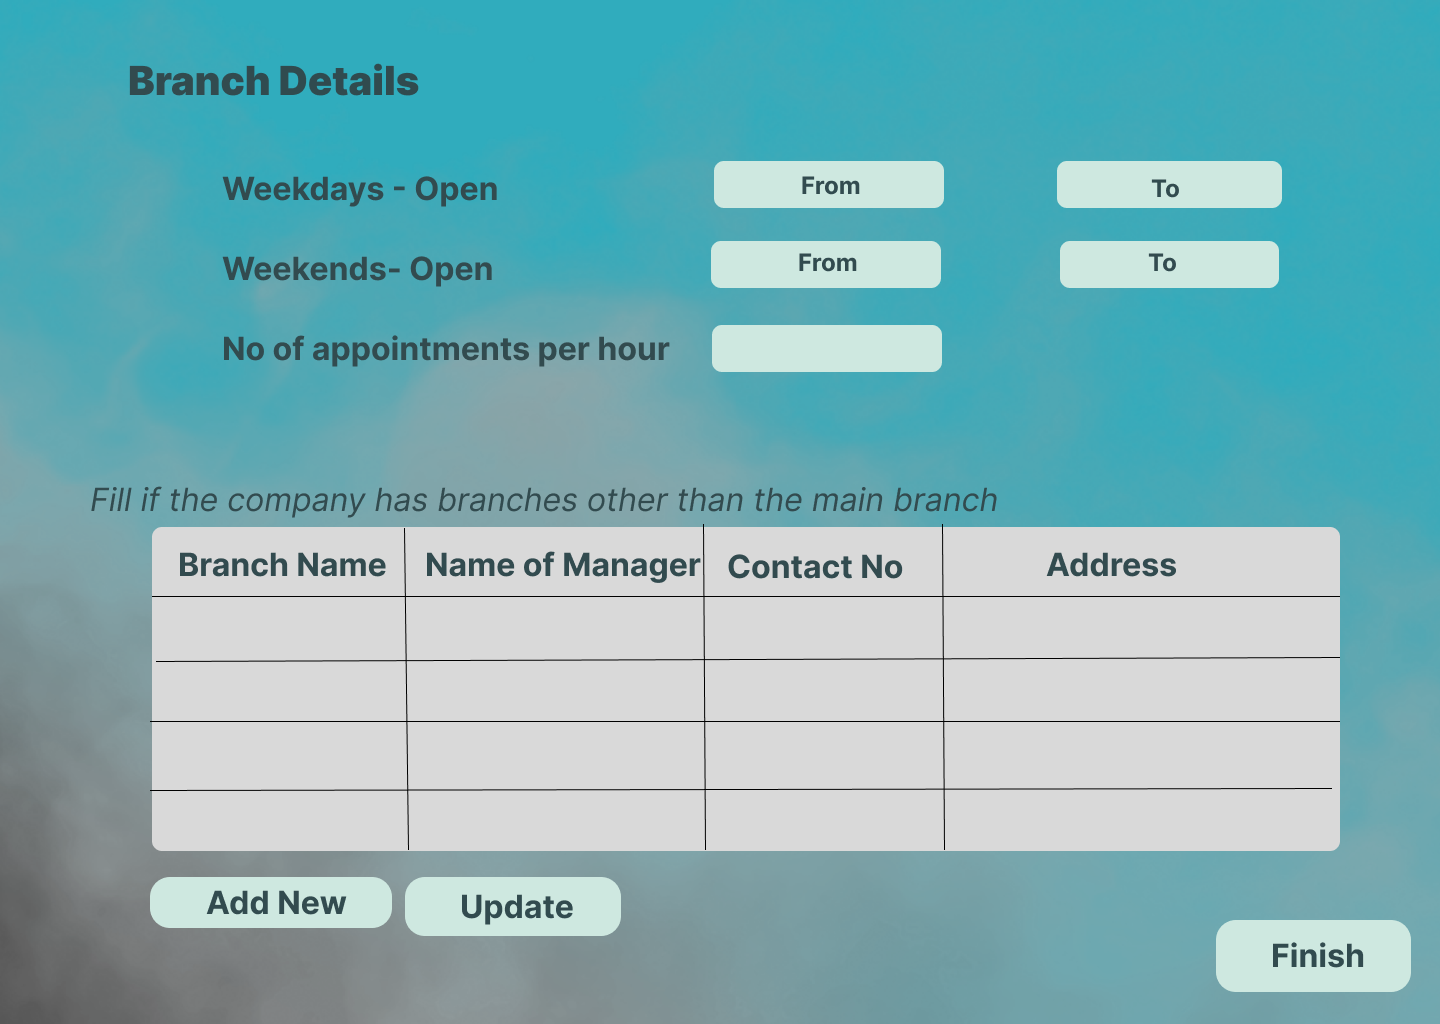 Branch Details
Weekdays - Open From To
Weekends- Open From To
No of appointments per hour
Fill if the company has branches other than the main branch
Branch Name Name of Manager Contact No Address
Add New Update
Finish